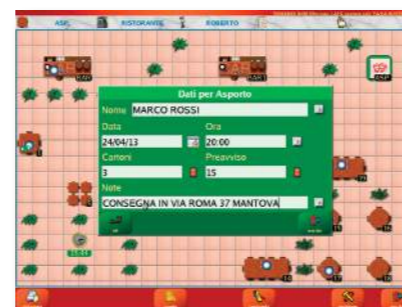 ASP. RISTORANTE ROBERTO
Dati per Asporto
Nome MARCO ROSSI
Data Ora
24/04/13 20:00
Cartoni Preavviso
3 15
Note
CONSEGNA IN VIA ROMA 37 MANTOVA